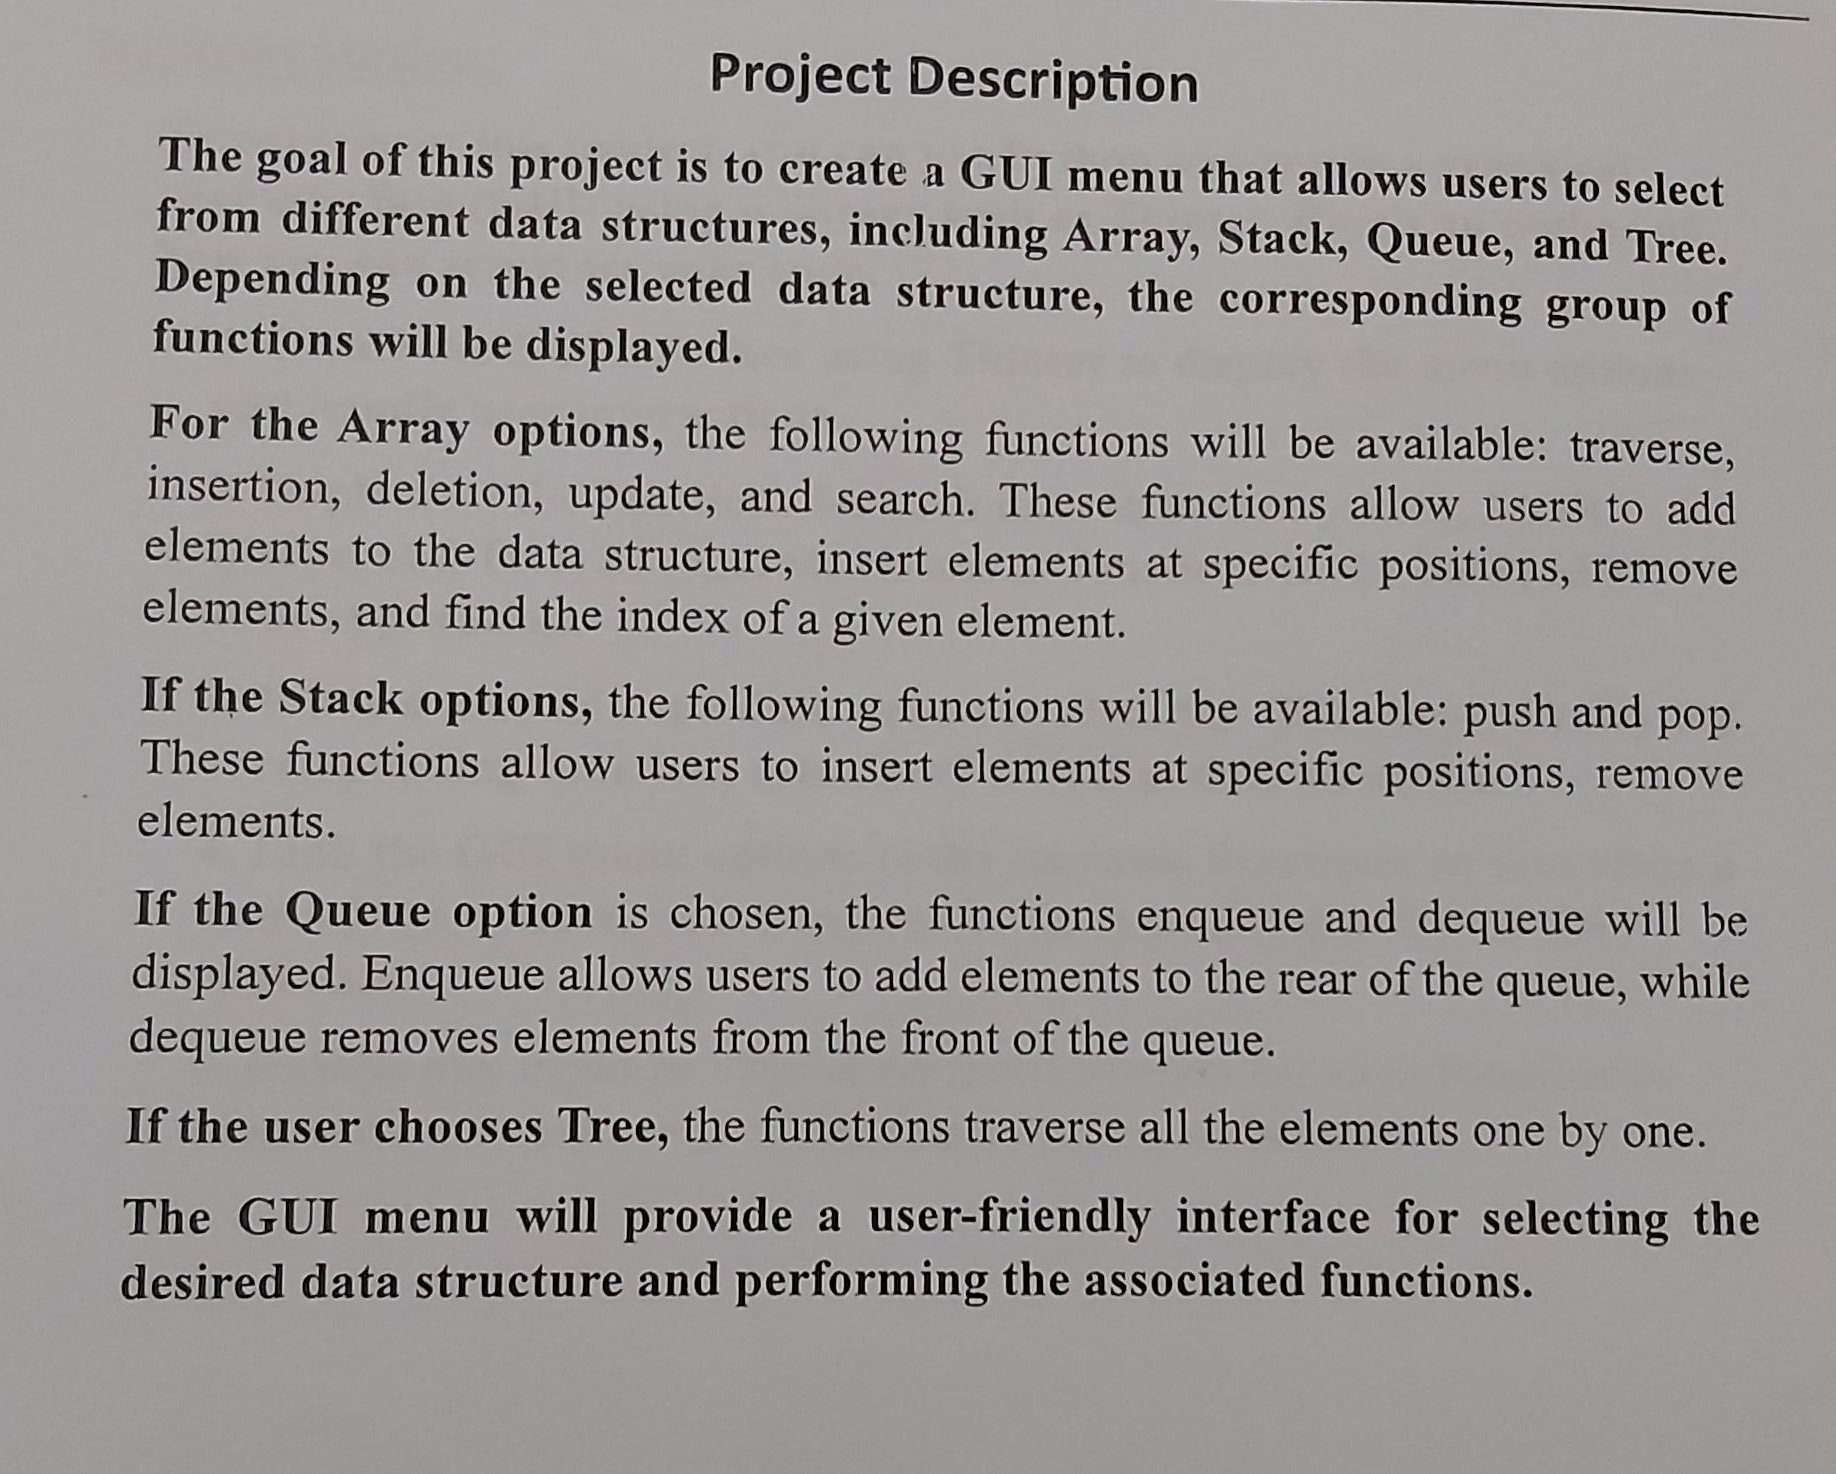 Project Description
The goal of this project is to create a GUI menu that allows users to select
from different data structures, including Array, Stack, Queue, and Tree.
Depending on the selected data structure, the corresponding group of
functions will be displayed.
For the Array options, the following functions will be available: traverse,
insertion, deletion, update, and search. These functions allow users to add
elements to the data structure, insert elements at specific positions, remove
elements, and find the index of a given element.
If the Stack options, the following functions will be available: push and pop.
These functions allow users to insert elements at specific positions, remove
elements.
If the Queue option is chosen, the functions enqueue and dequeue will be
displayed. Enqueue allows users to add elements to the rear of the queue, while
dequeue removes elements from the front of the queue.
If the user chooses Tree, the functions traverse all the elements one by one.
The GUI menu will provide a user-friendly interface for selecting the
desired data structure and performing the associated functions.